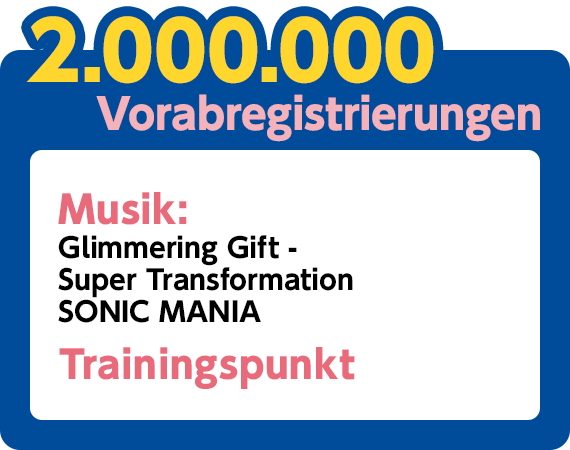 2.000.000
Vorabregistrierungen
Musik:
Glimmering Gift -
Super Transformation
SONIC MANIA
Trainingspunkt